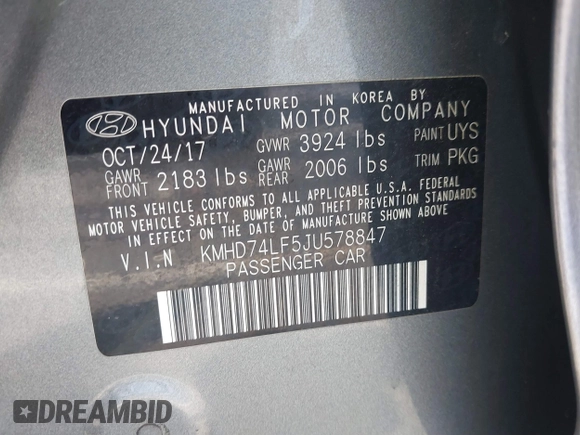 MANUFACTURED IN KOREA BY
HYUNDAI MOTOR COMPANY
OCT/24/17 GVWR 3924 lbs PAINT UYS
GAWR FRONT 2183 lbs GAWR REAR 2006 lbs TRIM PKG
THIS VEHICLE CONFORMS TO ALL APPLICABLE U.S.A. FEDERAL
MOTOR VEHICLE SAFETY, BUMPER, AND THEFT PREVENTION
STANDARDS IN EFFECT ON THE DATE OF MANUFACTURE SHOWN ABOVE.
V.I.N KMHD74LF5JU578847
PASSENGER CAR
DREAMBID